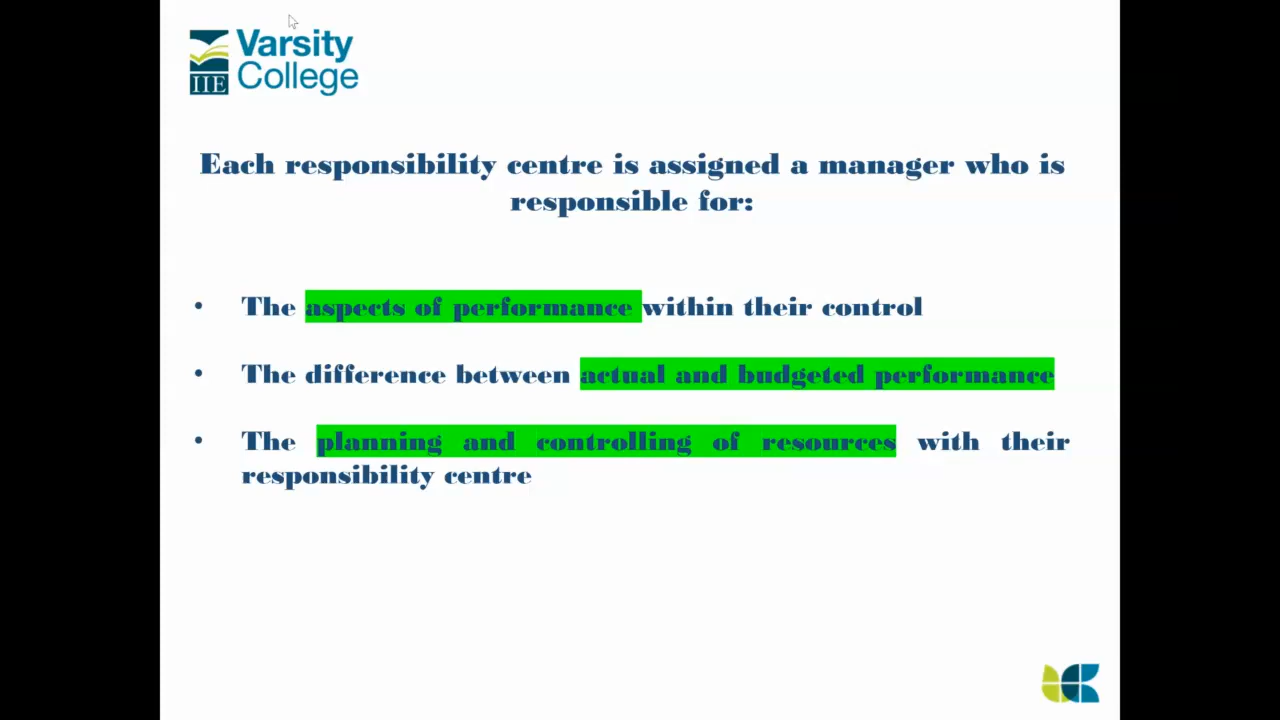 Varsity
College
IIE
Each responsibility centre is assigned a manager who is
responsible for:
• The aspects of performance within their control
• The difference between actual and budgeted performance
• The planning and controlling of resources with their
responsibility centre